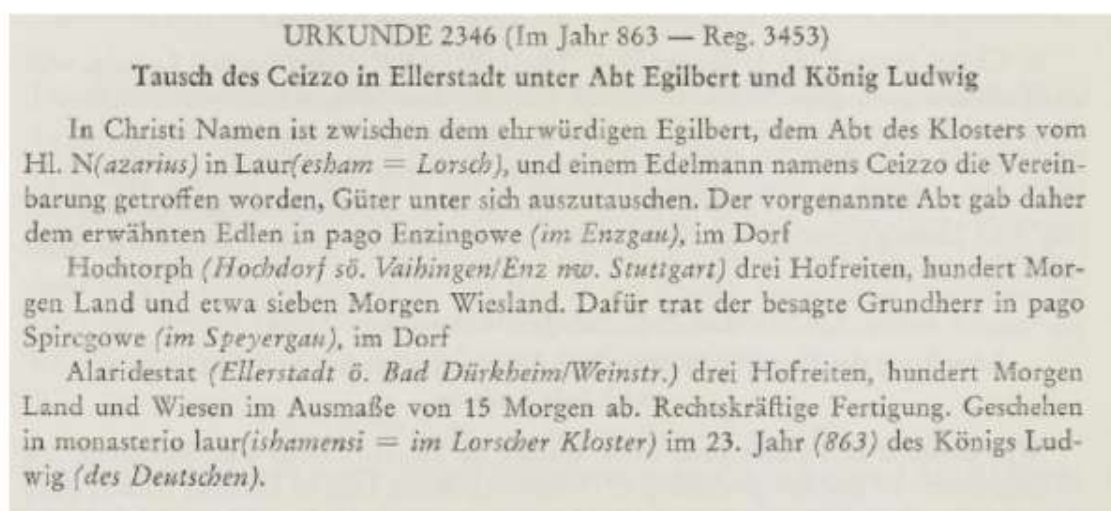 URKUNDE 2346 (Im Jahr 863 — Reg. 3453)
Tausch des Ceizzo in Ellerstadt unter Abt Egilbert und König Ludwig
In Christi Namen ist zwischen dem ehrwürdigen Egilbert, dem Abt des Klosters vom
Hl. N(azarius) in Laur(esham = Lorsch), und einem Edelmann namens Ceizzo die Verein-
barung getroffen worden, Güter unter sich auszutauschen. Der vorgenannte Abt gab daher
dem erwähnten Edlen in pago Enzingowe (im Enzgau), im Dorf
Hochtorph (Hochdorf sö. Vaihingen/Enz nw. Stuttgart) drei Hofreiten, hundert Mor-
gen Land und etwa sieben Morgen Wiesland. Dafür trat der besagte Grundherr in pago
Spiregowe (im Speyergau), im Dorf
Alaridestat (Ellerstadt ö. Bad Dürkheim/Weinstr.) drei Hofreiten, hundert Morgen
Land und Wiesen im Ausmaße von 15 Morgen ab. Rechtskräftige Fertigung. Geschehen
in monasterio laur(ishamensi = im Lorscher Kloster) im 23. Jahr (863) des Königs Lud-
wig (des Deutschen).